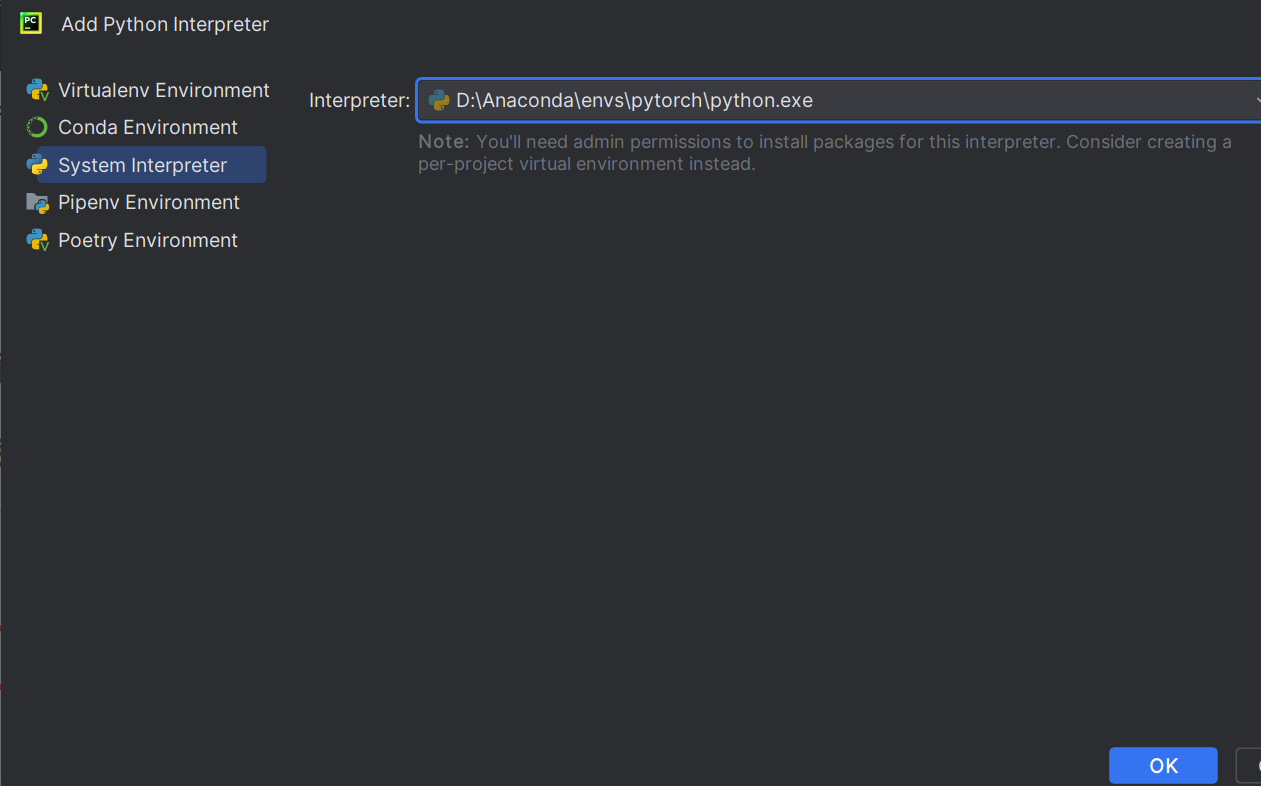 PC
Add Python Interpreter
Virtualenv Environment
Interpreter: D:\Anaconda\envs\pytorch\python.exe
Conda Environment
Note: You'll need admin permissions to install packages for this interpreter. Consider creating a
per-project virtual environment instead.
System Interpreter
Pipenv Environment
Poetry Environment
OK